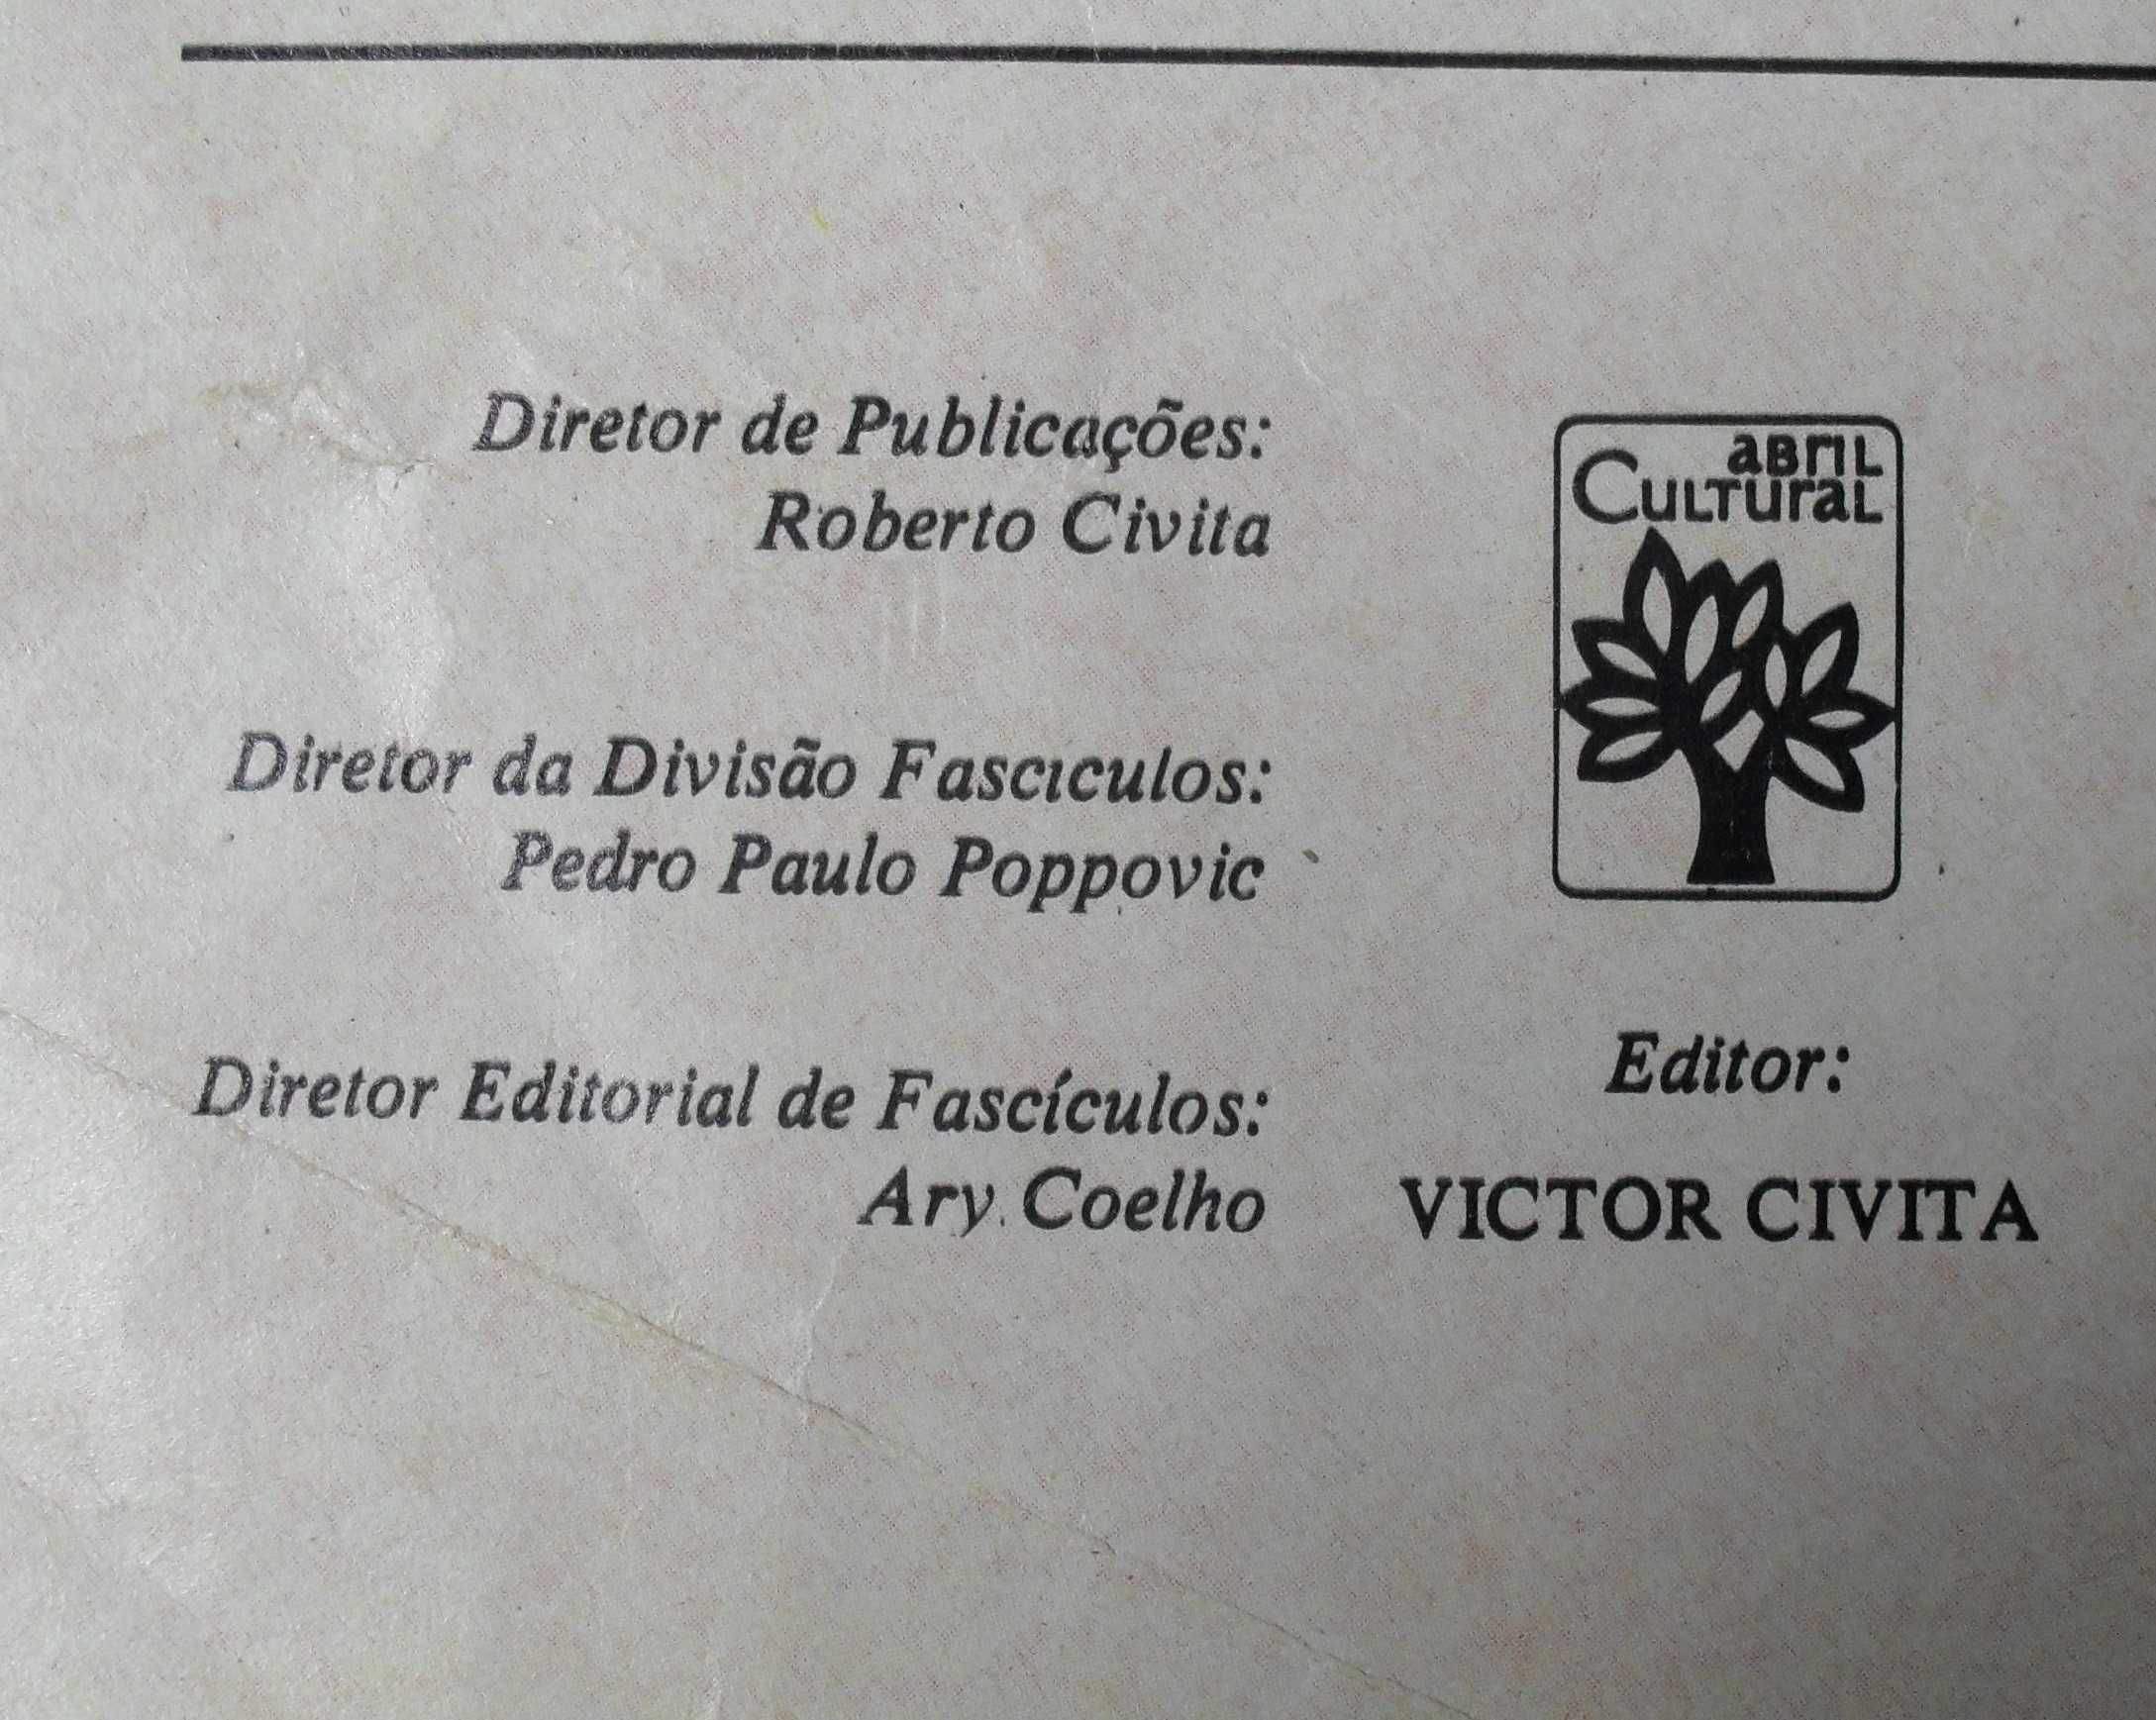 Diretor de Publicações:
Roberto Civita
Diretor da Divisão Fascículos:
Pedro Paulo Poppovic
Diretor Editorial de Fascículos:
Ary Coelho
abril
Cultural
Editor:
VICTOR CIVITA